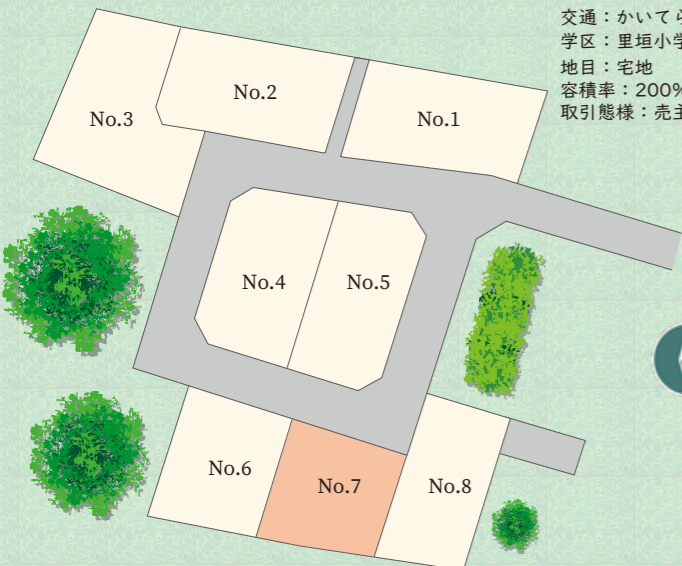 交通：かいてら
学区：里垣小学
地目：宅地
容積率：200%
取引態様：売主
No.1
No.2
No.3
No.4
No.5
No.6
No.7
No.8